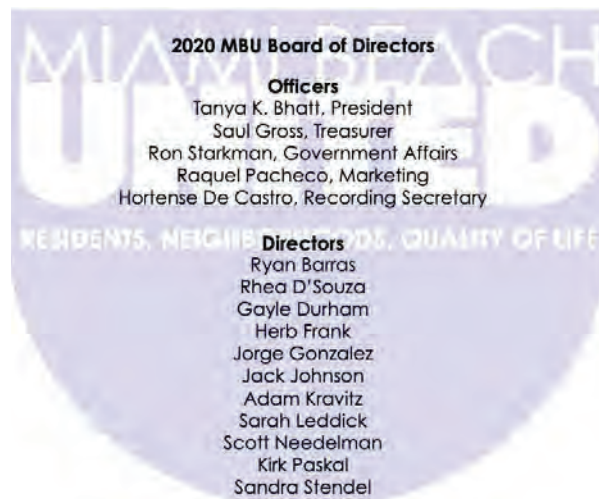 MIAMI BEACH
UNITED
RESIDENTS, NEIGHBORHOODS, QUALITY OF LIFE
2020 MBU Board of Directors
Officers
Tanya K. Bhatt, President
Saul Gross, Treasurer
Ron Starkman, Government Affairs
Raquel Pacheco, Marketing
Hortense De Castro, Recording Secretary
Directors
Ryan Barras
Rhea D'Souza
Gayle Durham
Herb Frank
Jorge Gonzalez
Jack Johnson
Adam Kravitz
Sarah Leddick
Scott Needelman
Kirk Paskal
Sandra Stendel